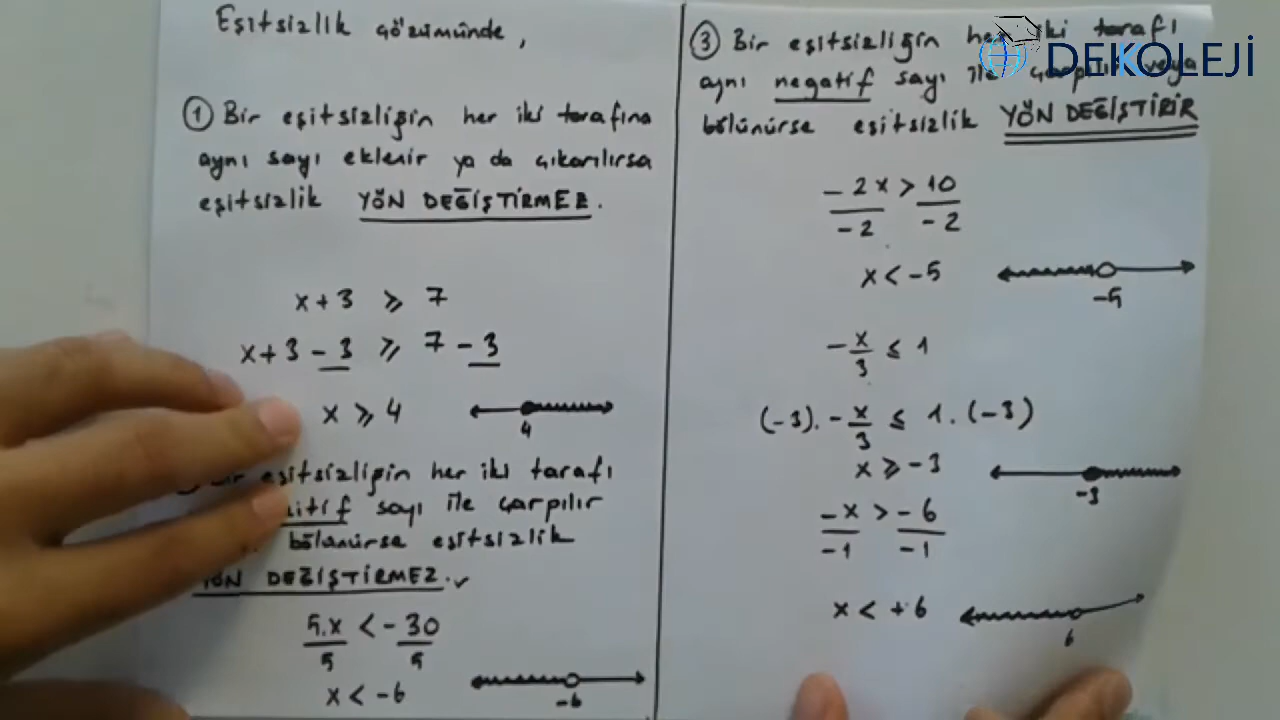 Eşitsizlik çözümünde,
① Bir eşitsizliğin her iki tarafına
aynı sayı eklenir ya da çıkarılırsa
eşitsizlik YÖN DEĞİŞTİRMEZ.
x+3 ≥ 7
x+3-3 ≥ 7-3
x ≥ 4
4
eşitsizliğin her iki tarafı
sayı ile çarpılır
bölünürse eşitsizlik
YÖN DEĞİŞTİRMEZ.
5.x/5 < -30/5
x < -6
-6
③ Bir eşitsizliğin her iki tarafı
aynı negatif sayı ile çarpılır veya
bölünürse eşitsizlik YÖN DEĞİŞTİRİR
-2x/-2 > 10/-2
x < -5
-5
-x/3 ≤ 1
(-3).-x/3 ≤ 1.(-3)
x ≥ -3
-3
-x/-1 > -6/-1
x < +6
6
DEKOLEJİ